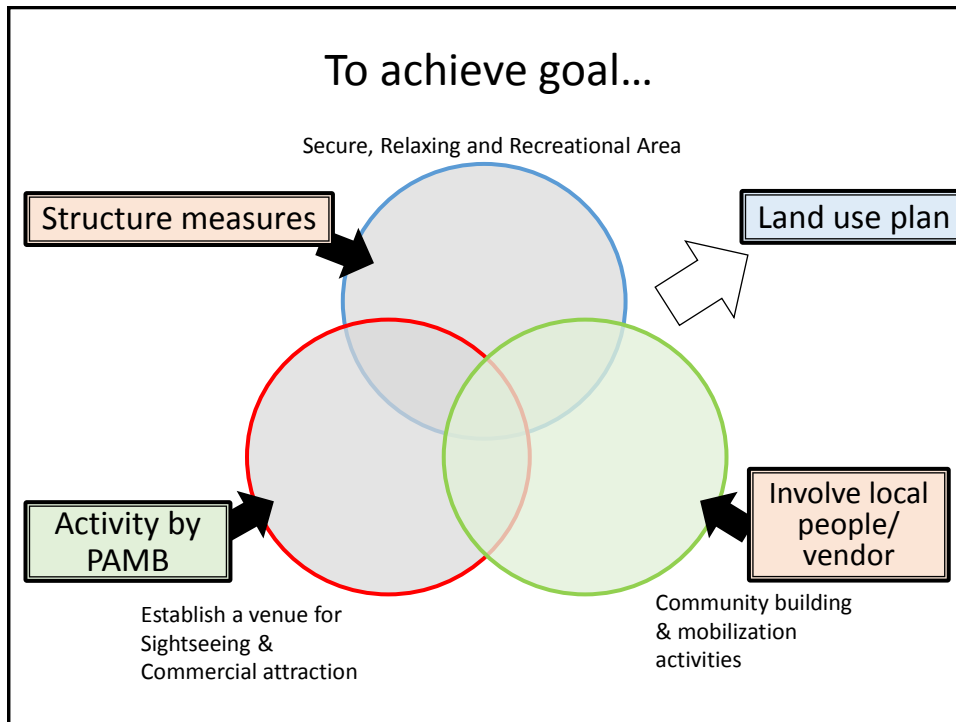 To achieve goal...
Secure, Relaxing and Recreational Area
Structure measures
Land use plan
Activity by
PAMB
Involve local
people/
vendor
Establish a venue for
Sightseeing &
Commercial attraction
Community building
& mobilization
activities